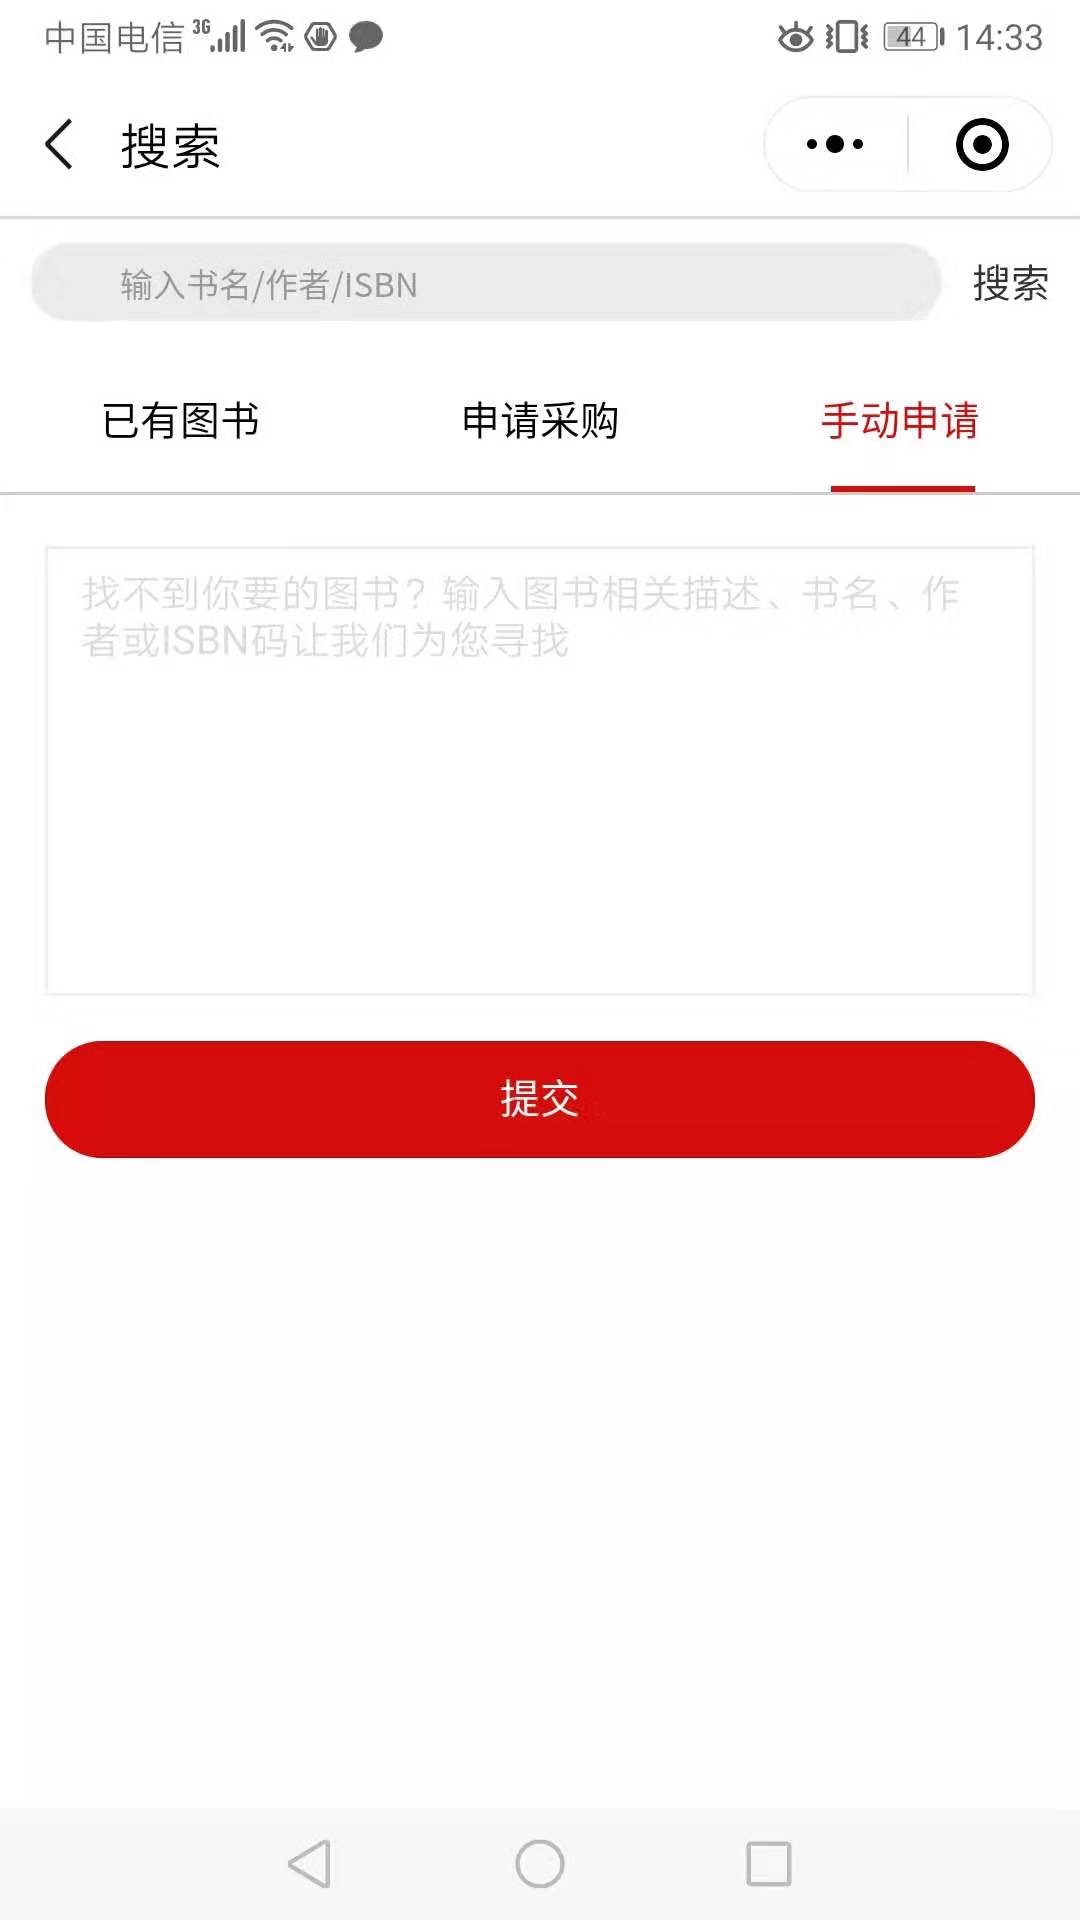 中国电信 3G 44 14:33
搜索
输入书名/作者/ISBN 搜索
已有图书 申请采购 手动申请
找不到你要的图书？输入图书相关描述、书名、作
者或ISBN码让我们为您寻找
提交